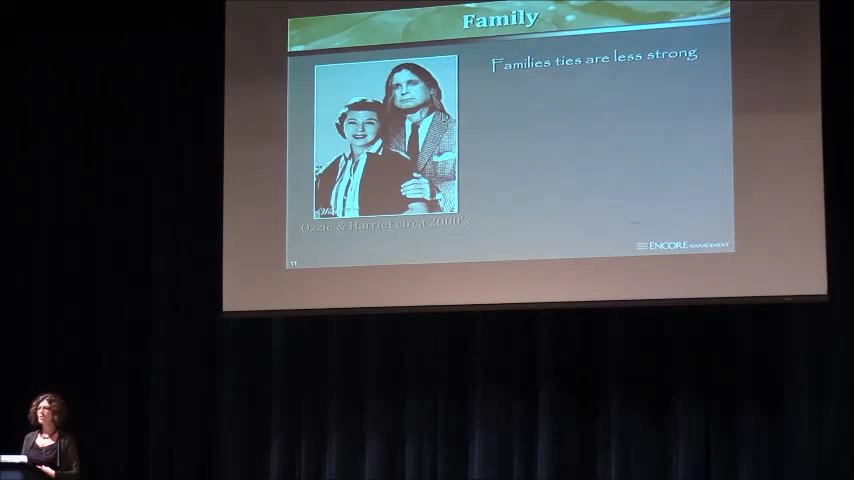 Family
Families ties are less strong
Ozzie & Harriet circa 2000's
ENCORE MANAGEMENT
11